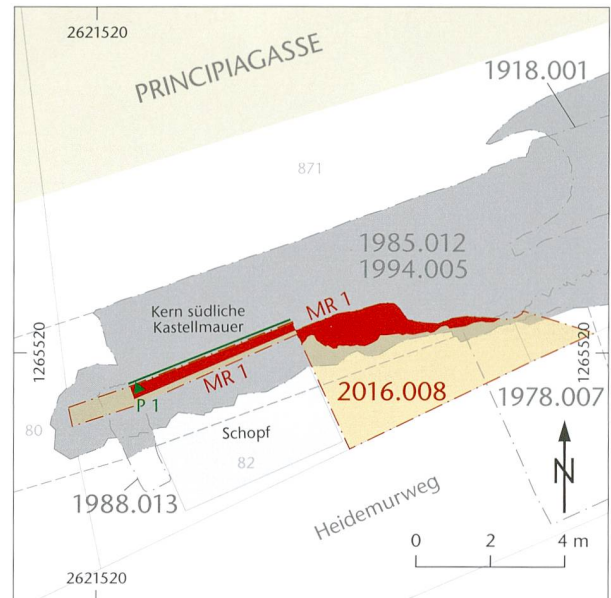 2621520
PRINCIPIAGASSE
1918.001
871
1985.012
1994.005
Kern südliche
Kastellmauer
MR 1
1265520
1265520
MR 1
P 1
2016.008
1978.007
80
Schopf
82
1988.013
N
Heidemurweg
0 2 4 m
2621520